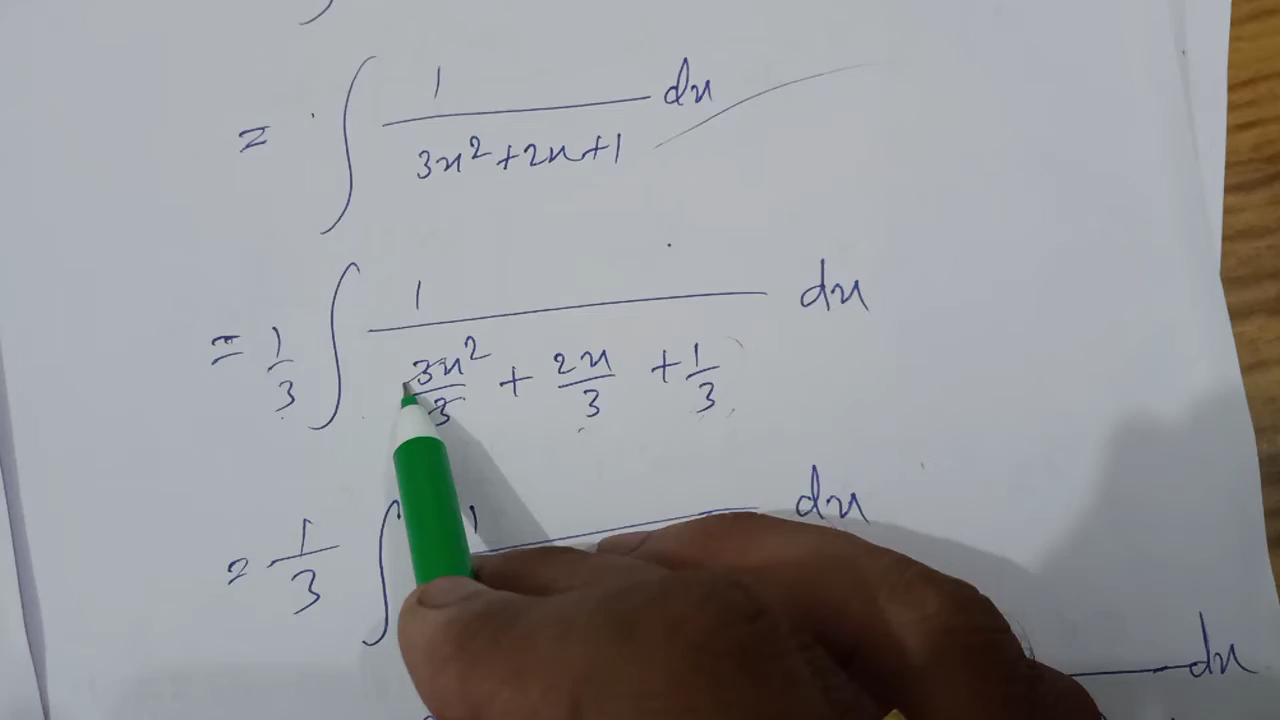 = ∫ 1/(3x²+2x+1) dx
= 1/3 ∫ 1/(3x²/3 + 2x/3 + 1/3) dx
= 1/3 ∫ 1 dx
dx